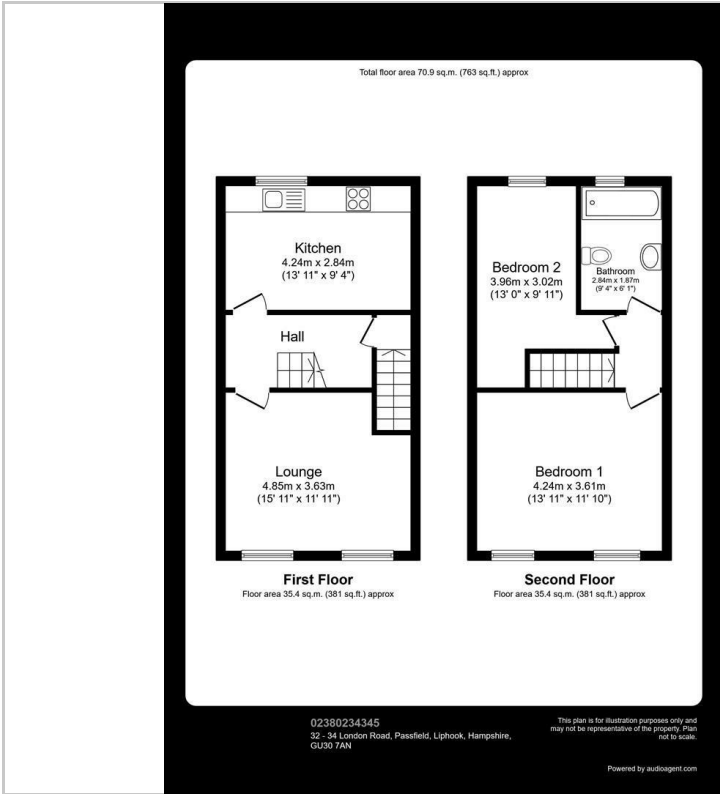 Total floor area 70.9 sq.m. (763 sq.ft.) approx
Kitchen
4.24m x 2.84m
(13' 11" x 9' 4")
Hall
Lounge
4.85m x 3.63m
(15' 11" x 11' 11")
First Floor
Floor area 35.4 sq.m. (381 sq.ft.) approx
Bedroom 2
3.96m x 3.02m
(13' 0" x 9' 11")
Bathroom
2.84m x 1.87m
(9' 4" x 6' 1")
Bedroom 1
4.24m x 3.61m
(13' 11" x 11' 10")
Second Floor
Floor area 35.4 sq.m. (381 sq.ft.) approx
02380234345
32 - 34 London Road, Passfield, Liphook, Hampshire,
GU30 7AN
This plan is for illustration purposes only and
may not be representative of the property. Plan
not to scale.
Powered by audioagent.com